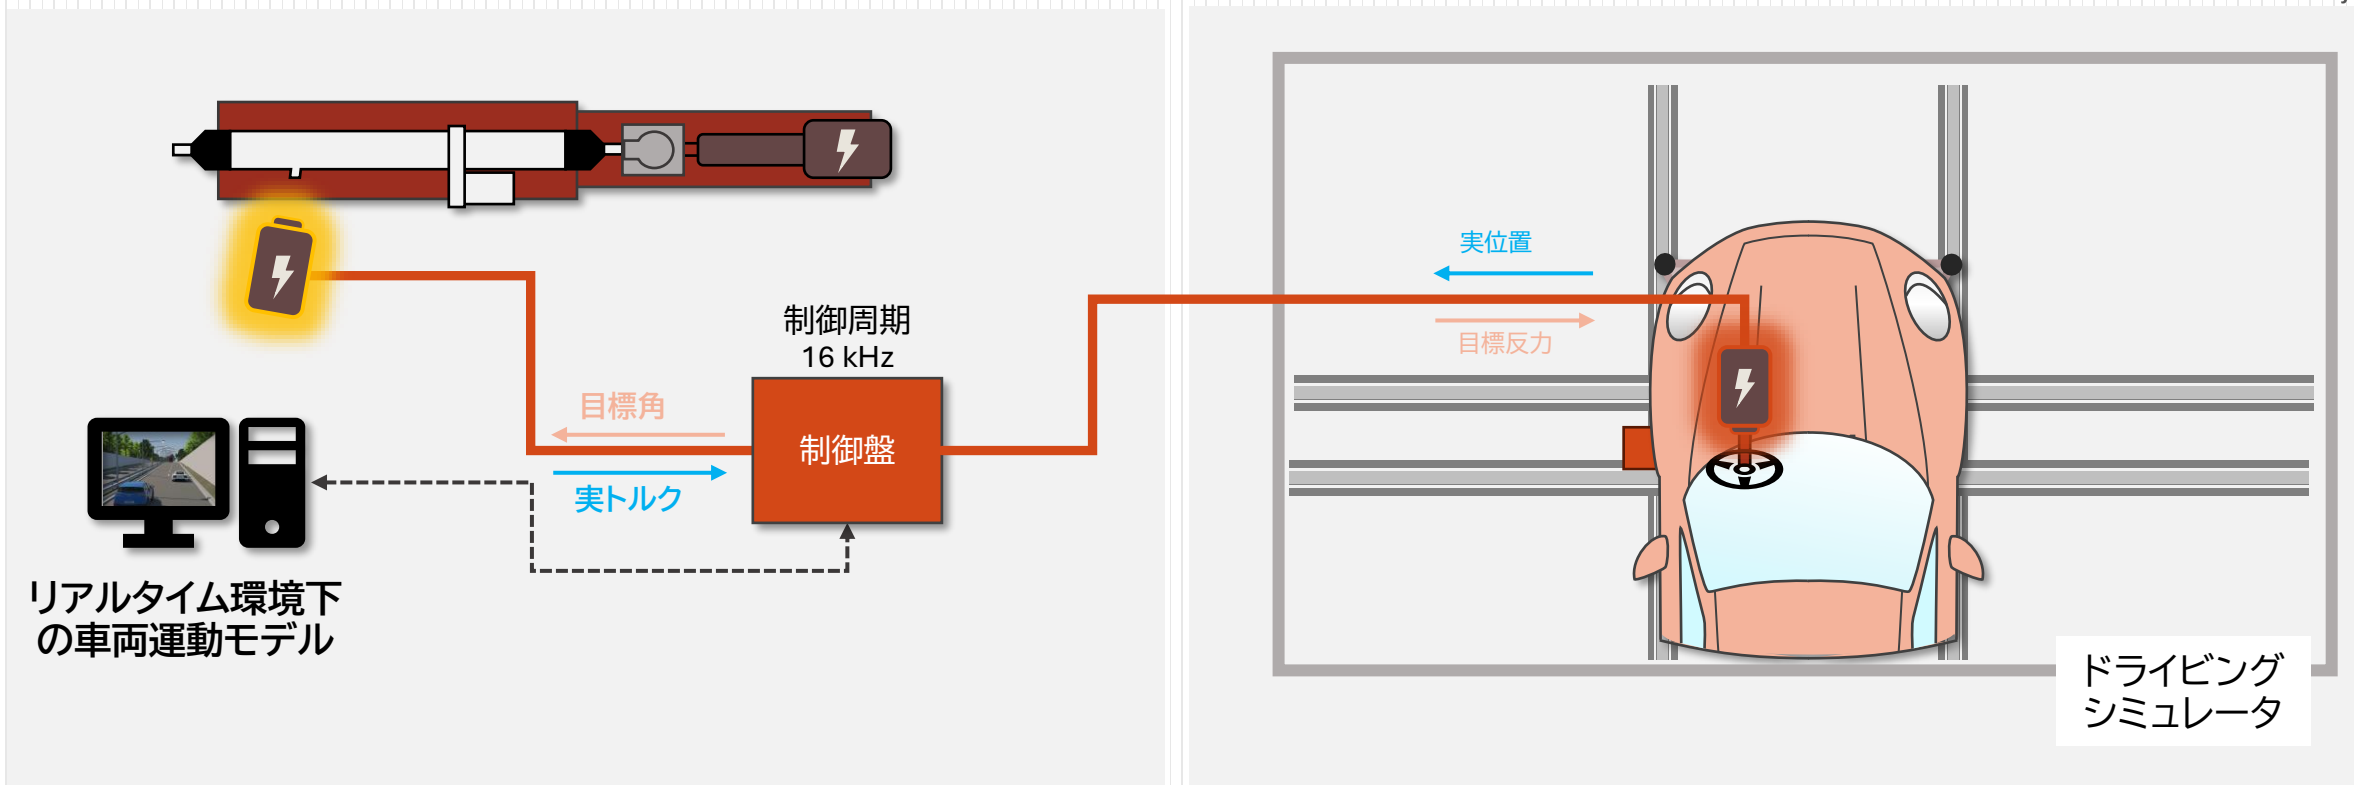 実位置
目標反力
制御周期
16 kHz
目標角
制御盤
実トルク
リアルタイム環境下
の車両運動モデル
ドライビング
シミュレータ